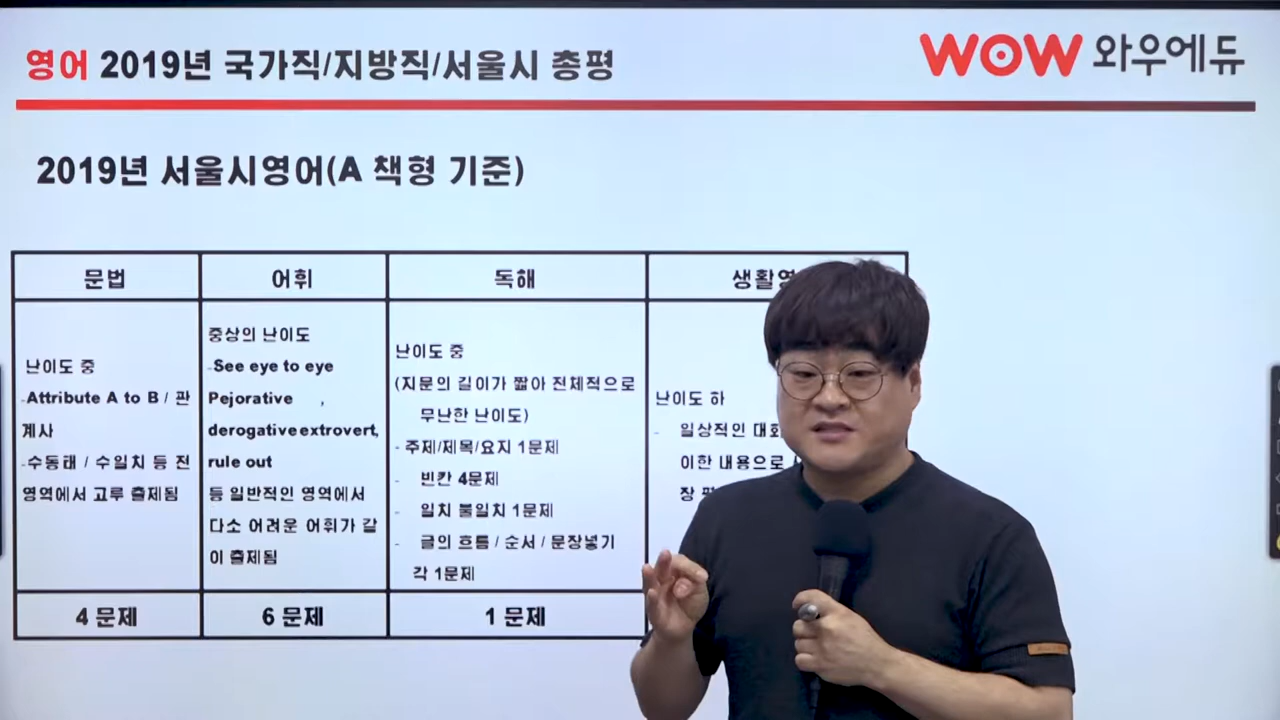 영어 2019년 국가직/지방직/서울시 총평
WOW 와우에듀
2019년 서울시영어(A 책형 기준)
문법
난이도 중
-Attribute A to B / 관
계사
-수동태 / 수일치 등 전
영역에서 고루 출제됨
4 문제
어휘
중상의 난이도
-See eye to eye
Pejorative ,
derogative extrovert,
rule out
등 일반적인 영역에서
다소 어려운 어휘가 같
이 출제됨
6 문제
독해
난이도 중
(지문의 길이가 짧아 전체적으로
무난한 난이도)
- 주제/제목/요지 1문제
- 빈칸 4문제
- 일치 불일치 1문제
- 글의 흐름 / 순서 / 문장넣기
각 1문제
1 문제
생활영
난이도 하
- 일상적인 대화
이한 내용으로
장 평